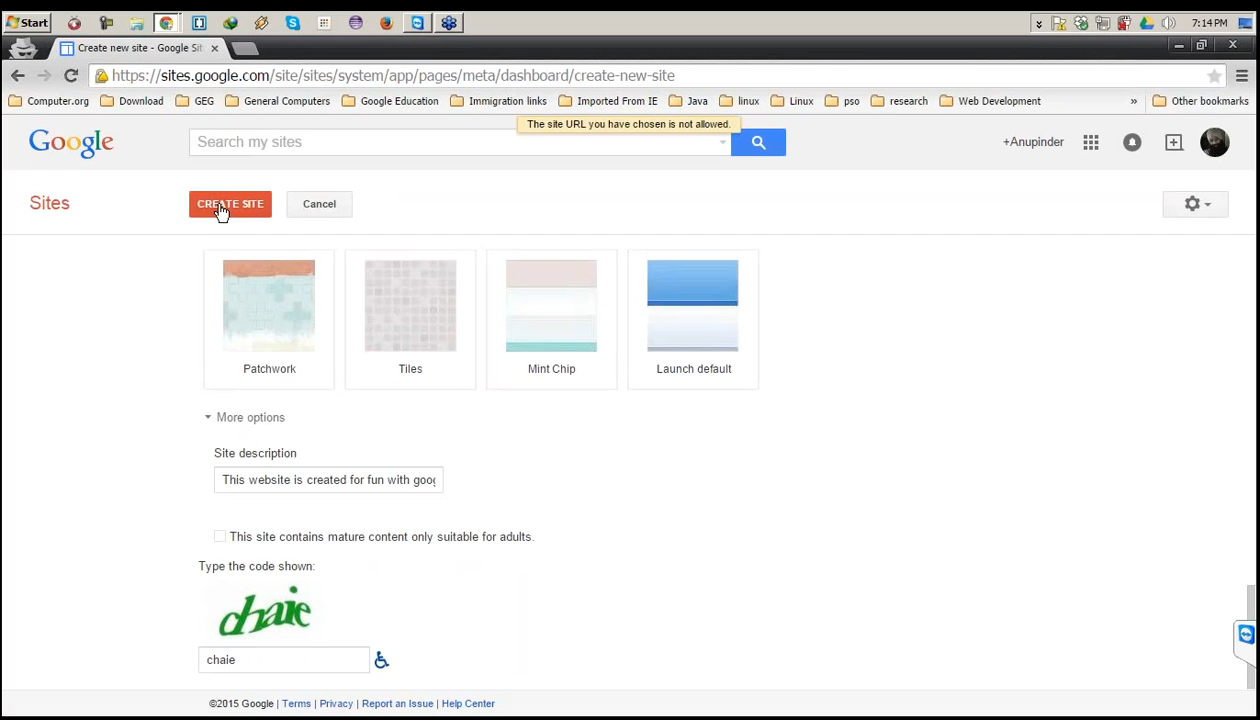 Start
7:14 PM
Create new site - Google Sit
https://sites.google.com/site/sites/system/app/pages/meta/dashboard/create-new-site
Computer.org Download GEG General Computers Google Education Immigration links Imported From IE Java linux Linux pso research Web Development » Other bookmarks
The site URL you have chosen is not allowed.
Google Search my sites +Anupinder
Sites CREATE SITE Cancel
Patchwork Tiles Mint Chip Launch default
More options
Site description
This website is created for fun with goog
This site contains mature content only suitable for adults.
Type the code shown:
chaie
chaie
©2015 Google | Terms | Privacy | Report an Issue | Help Center